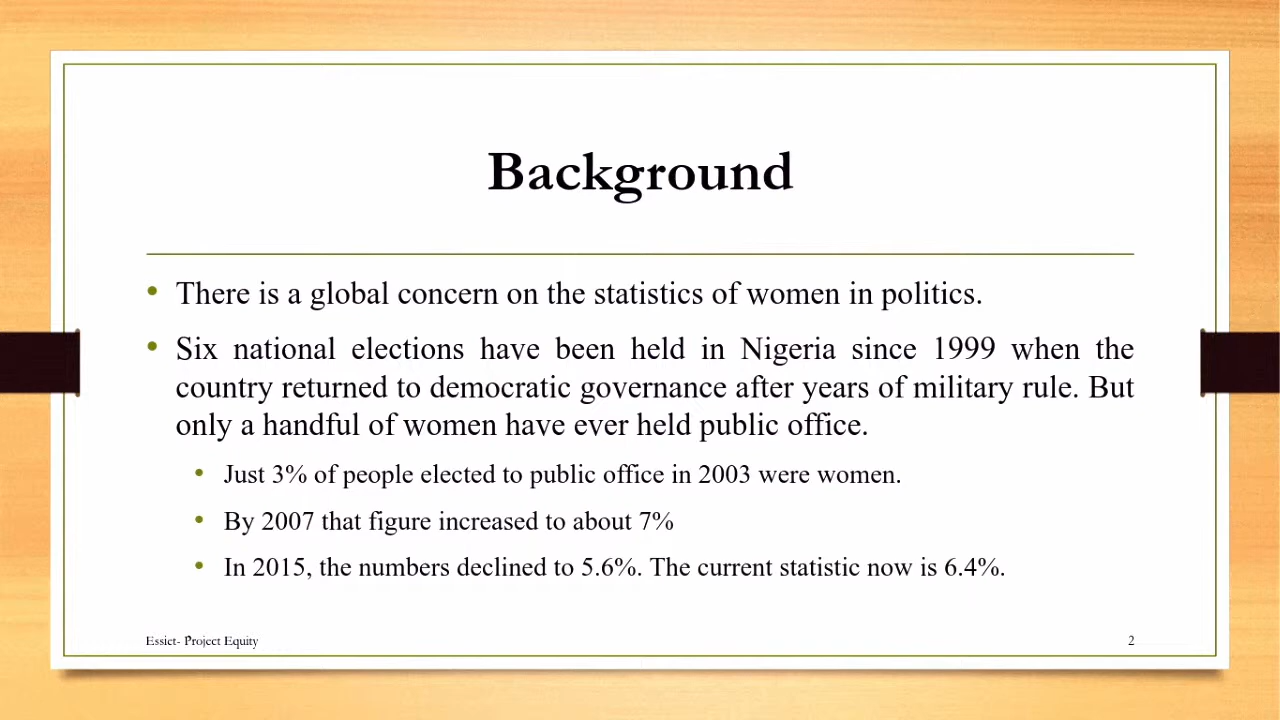 Background
• There is a global concern on the statistics of women in politics.
• Six national elections have been held in Nigeria since 1999 when the
country returned to democratic governance after years of military rule. But
only a handful of women have ever held public office.
• Just 3% of people elected to public office in 2003 were women.
• By 2007 that figure increased to about 7%
• In 2015, the numbers declined to 5.6%. The current statistic now is 6.4%.
Essiet- Project Equity
2